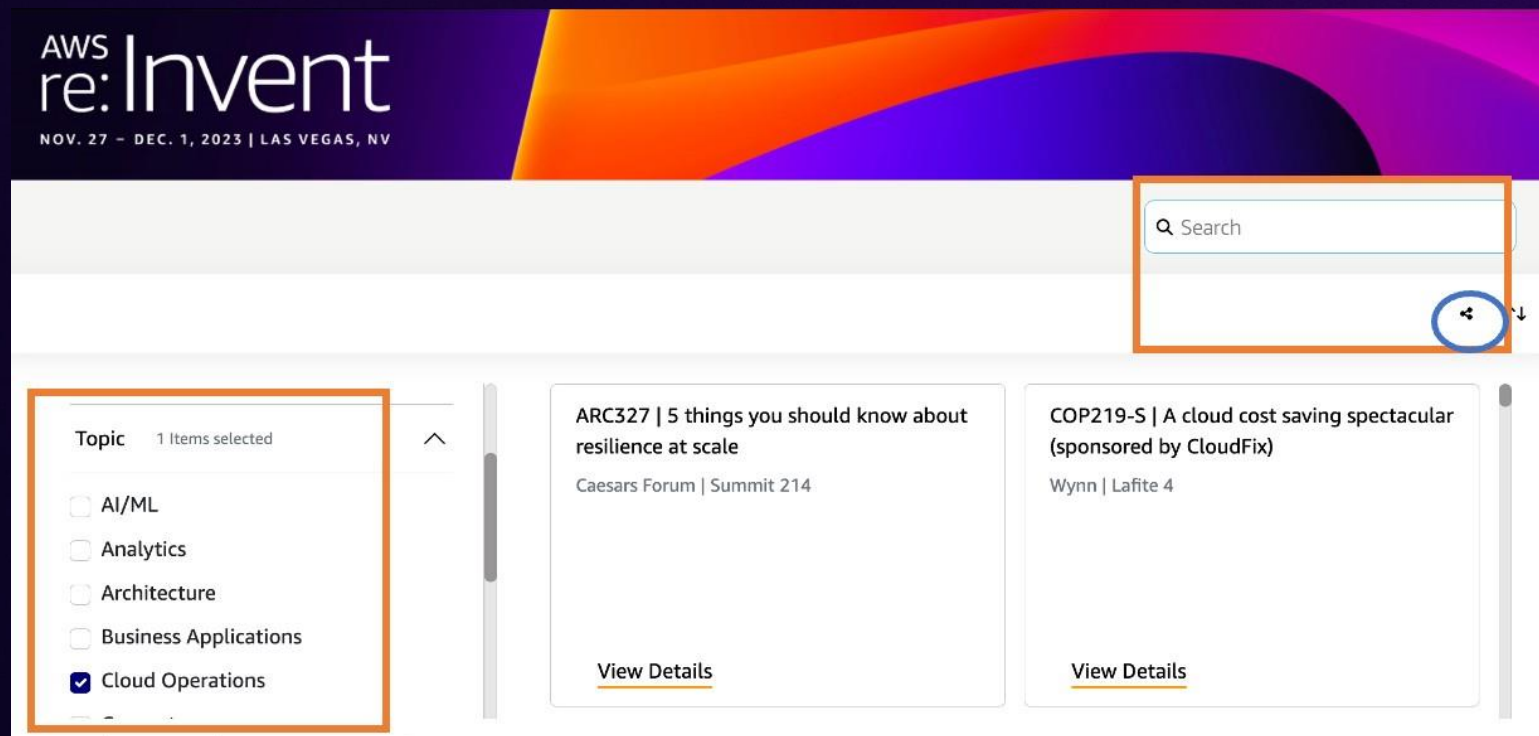 AWS
re:Invent
NOV. 27 – DEC. 1, 2023 | LAS VEGAS, NV
Search
Topic 1 Items selected
AI/ML
Analytics
Architecture
Business Applications
Cloud Operations
ARC327 | 5 things you should know about
resilience at scale
Caesars Forum | Summit 214
View Details
COP219-S | A cloud cost saving spectacular
(sponsored by CloudFix)
Wynn | Lafite 4
View Details